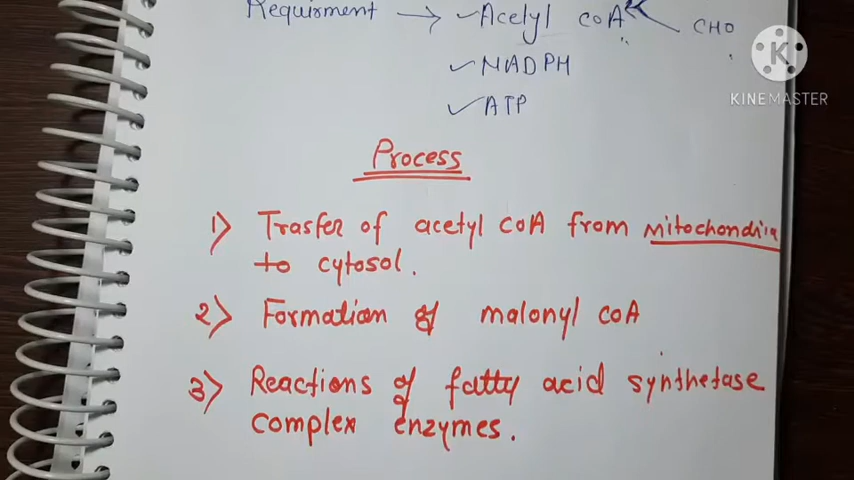 Requirment → ✓Acetyl CoA ← CHO
✓NADPH
✓ATP
KINEMASTER
Process
1) Trasfer of acetyl CoA from mitochondria
to cytosol.
2) Formation of malonyl CoA
3) Reactions of fatty acid synthetase
complex enzymes.